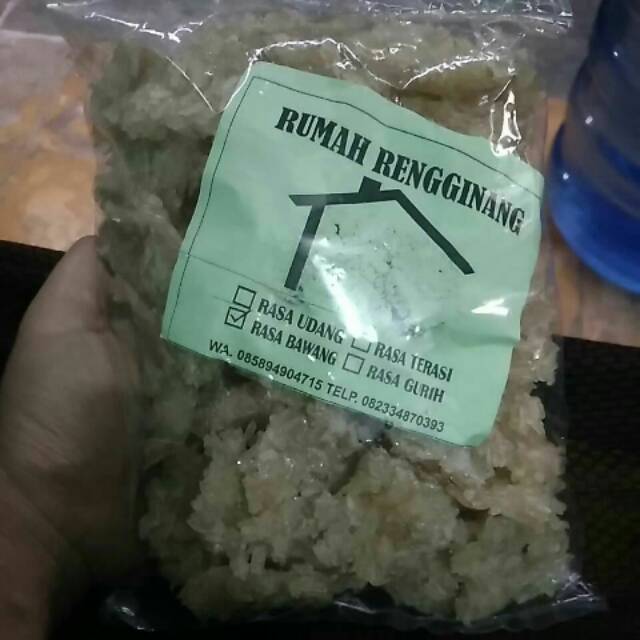 RUMAH RENGGINANG
RASA UDANG
RASA TERASI
RASA BAWANG
RASA GURIH
WA. 085894904715 TELP. 082334870393